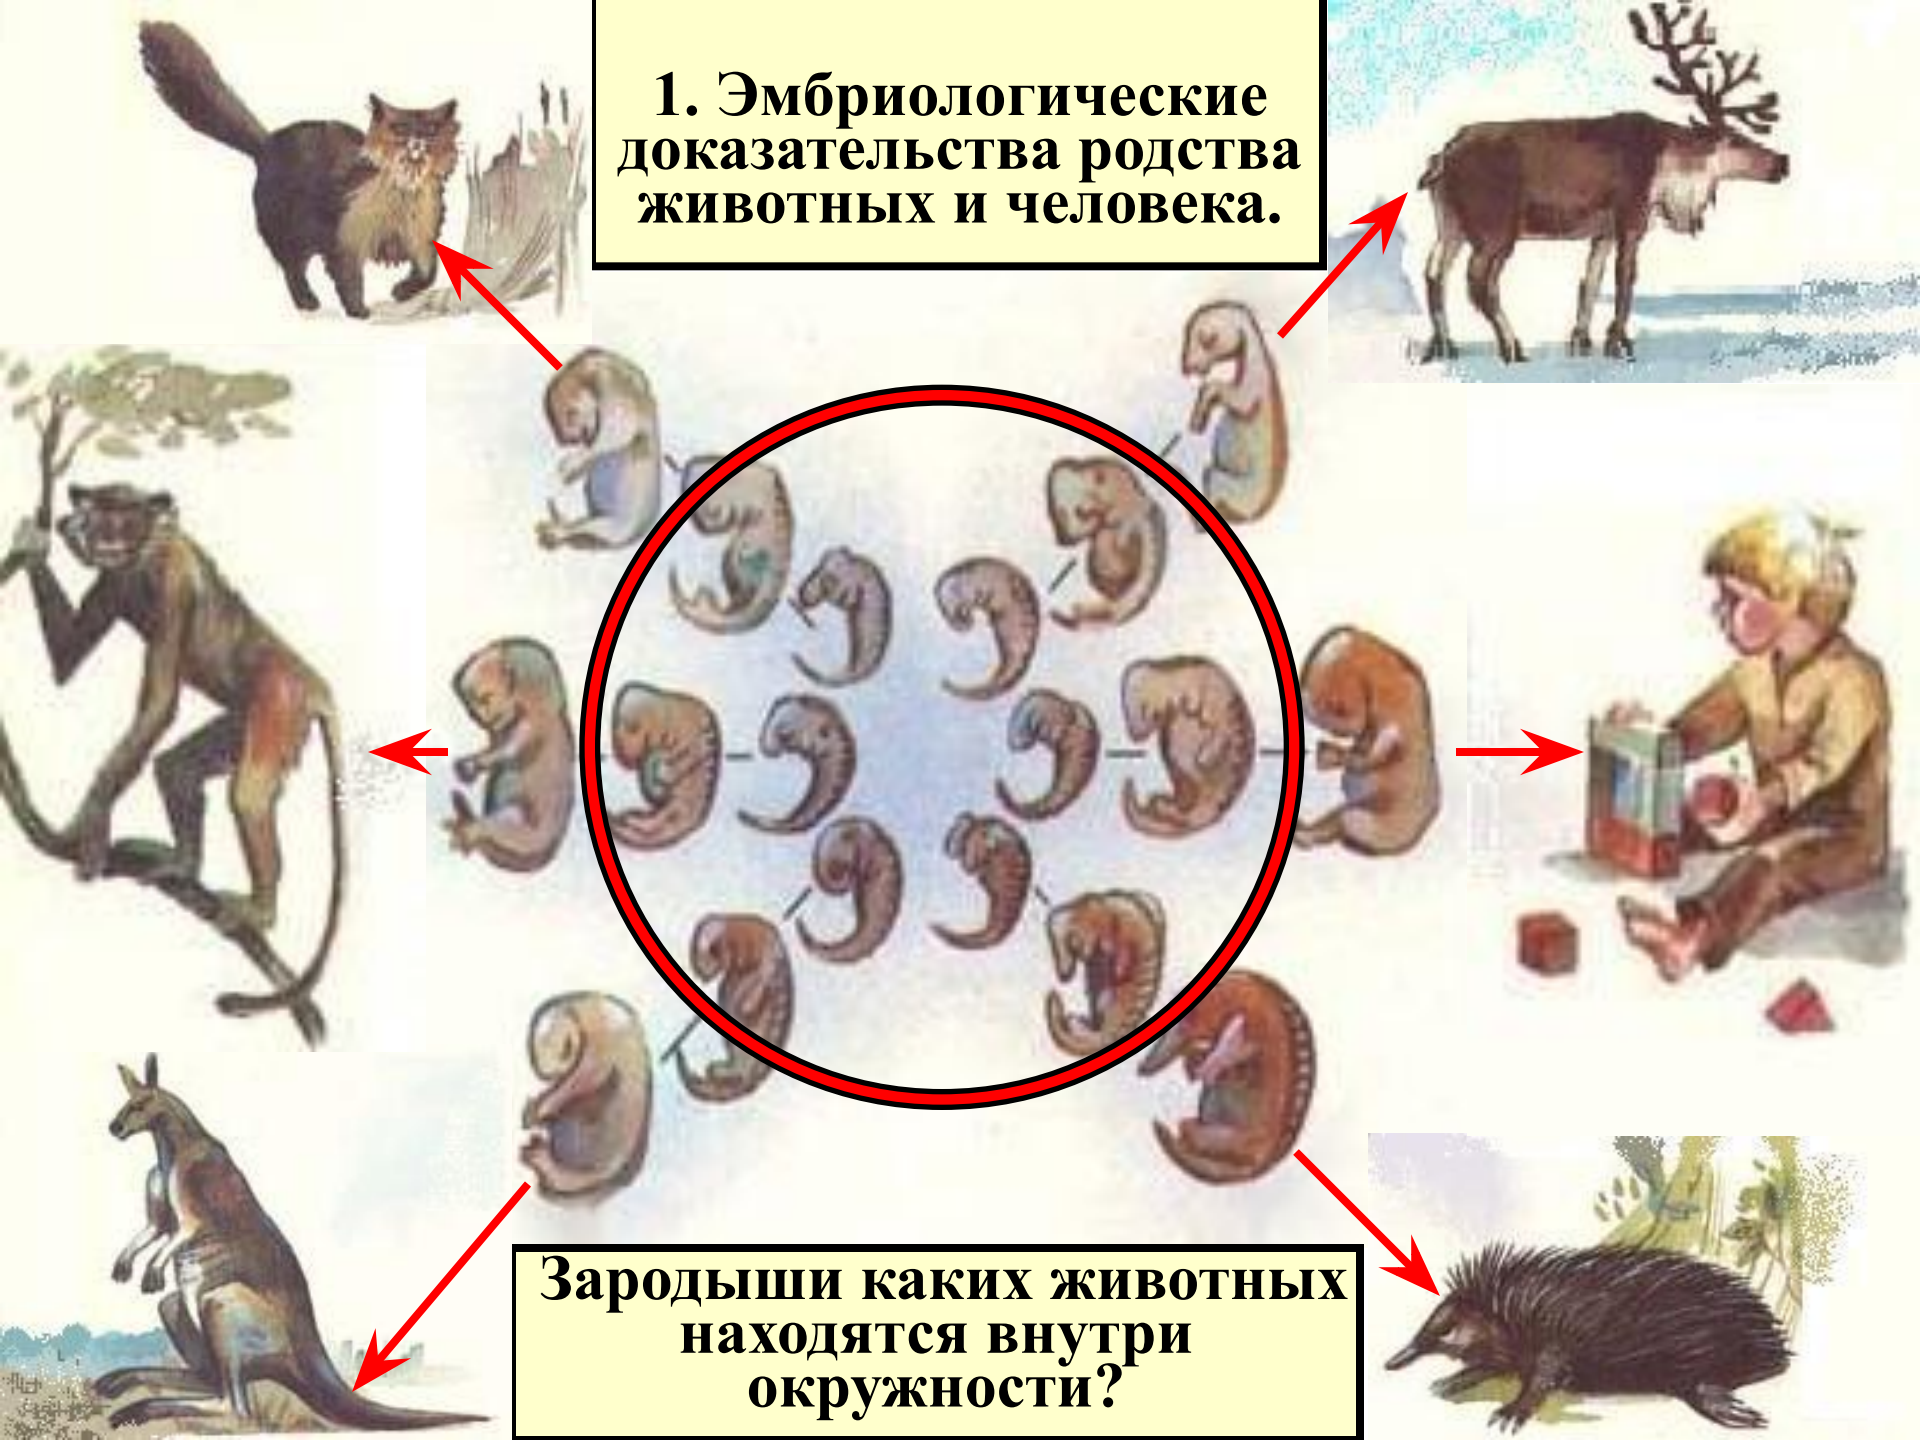 1. Эмбриологические
доказательства родства
животных и человека.
Зародыши каких животных
находятся внутри
окружности?